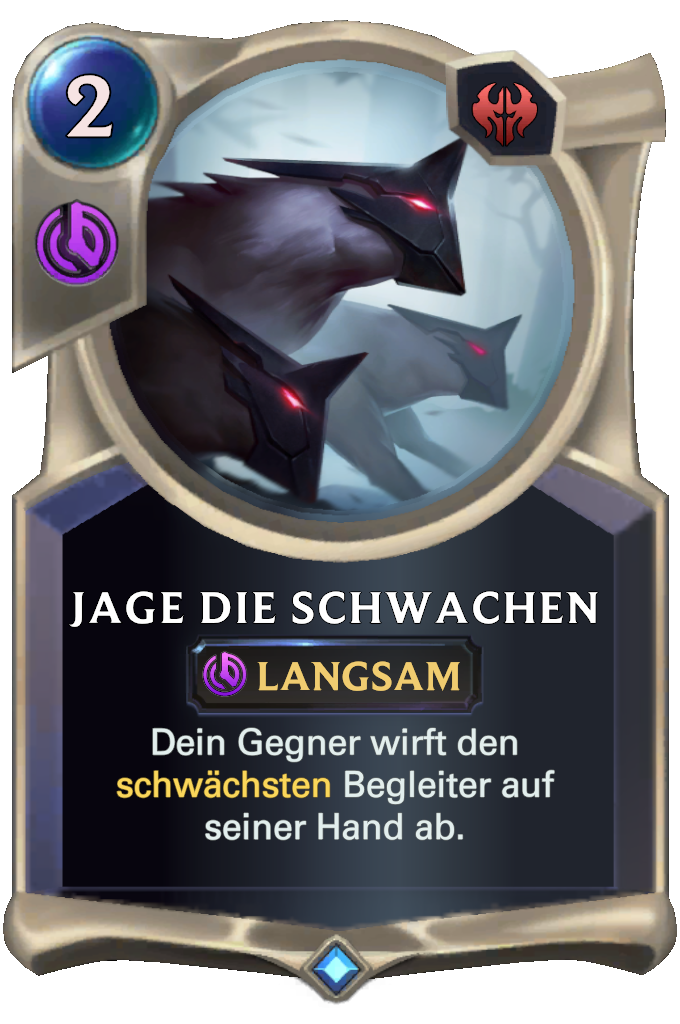 2
JAGE DIE SCHWACHEN
LANGSAM
Dein Gegner wirft den
schwächsten Begleiter auf
seiner Hand ab.